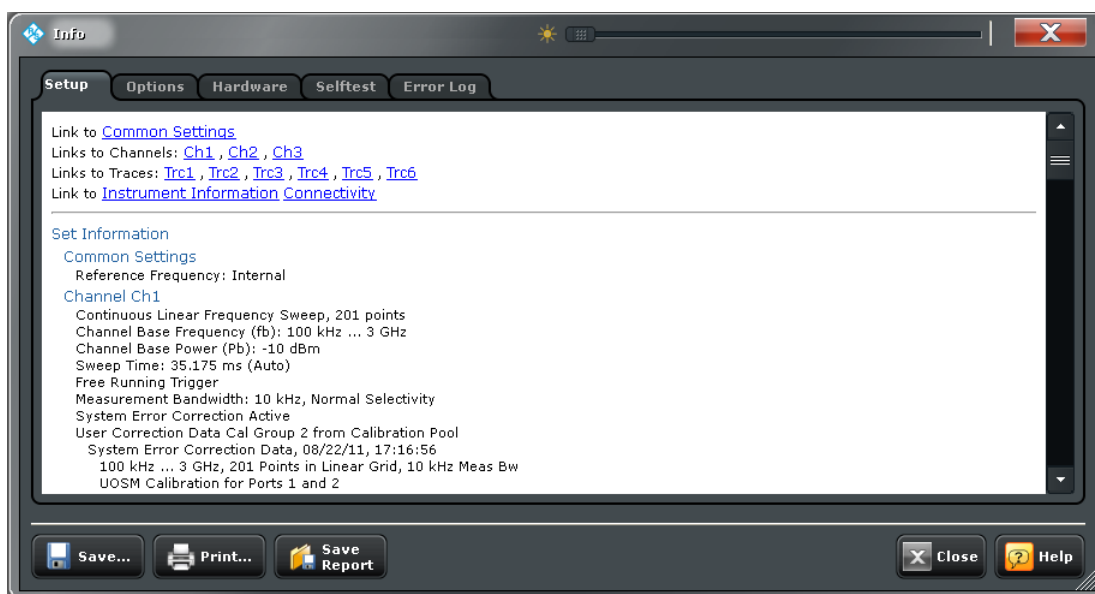 Info
Setup Options Hardware Selftest Error Log
Link to Common Settings
Links to Channels: Ch1 , Ch2 , Ch3
Links to Traces: Trc1 , Trc2 , Trc3 , Trc4 , Trc5 , Trc6
Link to Instrument Information Connectivity
Set Information
Common Settings
Reference Frequency: Internal
Channel Ch1
Continuous Linear Frequency Sweep, 201 points
Channel Base Frequency (fb): 100 kHz ... 3 GHz
Channel Base Power (Pb): -10 dBm
Sweep Time: 35.175 ms (Auto)
Free Running Trigger
Measurement Bandwidth: 10 kHz, Normal Selectivity
System Error Correction Active
User Correction Data Cal Group 2 from Calibration Pool
System Error Correction Data, 08/22/11, 17:16:56
100 kHz ... 3 GHz, 201 Points in Linear Grid, 10 kHz Meas Bw
UOSM Calibration for Ports 1 and 2
Save... Print... Save Report Close Help